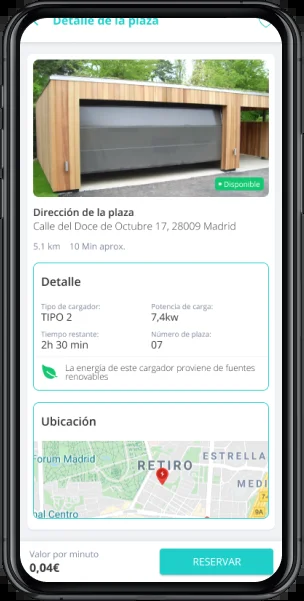 Detalle de la plaza
Disponible
Dirección de la plaza
Calle del Doce de Octubre 17, 28009 Madrid
5.1 km 10 Min aprox.
Detalle
Tipo de cargador: Potencia de carga:
TIPO 2 7,4kw
Tiempo restante: Número de plaza:
2h 30 min 07
La energía de este cargador proviene de fuentes
renovables
Ubicación
Forum Madrid
ESTRELLA
RETIRO
MEDI
7
9A
nal Centro
Valor por minuto
0,04€
RESERVAR